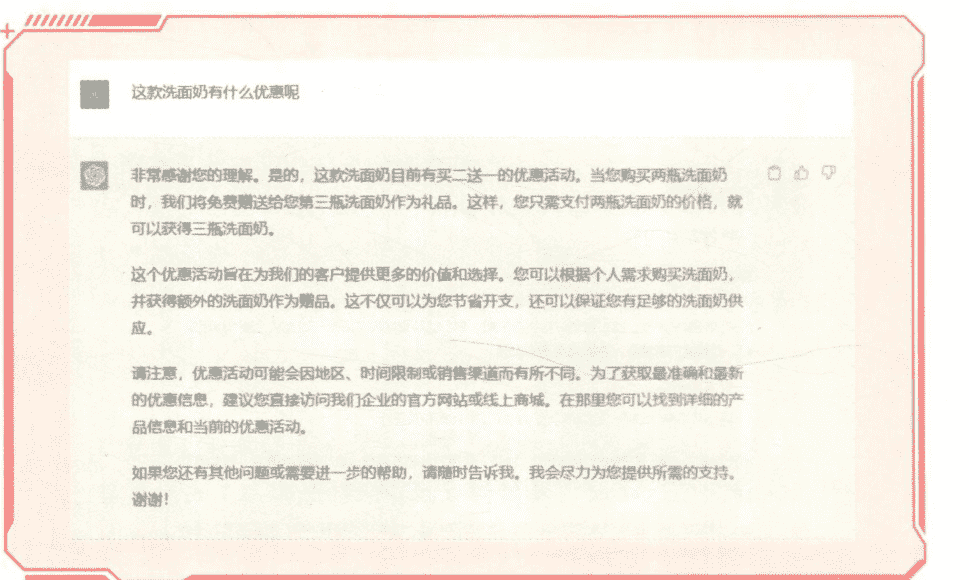 这款洗面奶有什么优惠呢
非常感谢您的理解。是的，这款洗面奶目前有买二送一的优惠活动。当您购买两瓶洗面奶
时，我们将免费赠送给您第三瓶洗面奶作为礼品。这样，您只需支付两瓶洗面奶的价格，就
可以获得三瓶洗面奶。
这个优惠活动旨在为我们的客户提供更多的价值和选择。您可以根据个人需求购买洗面奶，
并获得额外的洗面奶作为赠品。这不仅可以为您节省开支，还可以保证您有足够的洗面奶供
应。
请注意，优惠活动可能会因地区、时间限制或销售渠道而有所不同。为了获取最准确和最新
的优惠信息，建议您直接访问我们企业的官方网站或线上商城。在那里您可以找到详细的产
品信息和当前的优惠活动。
如果您还有其他问题或需要进一步的帮助，请随时告诉我。我会尽力为您提供所需的支持。
谢谢！